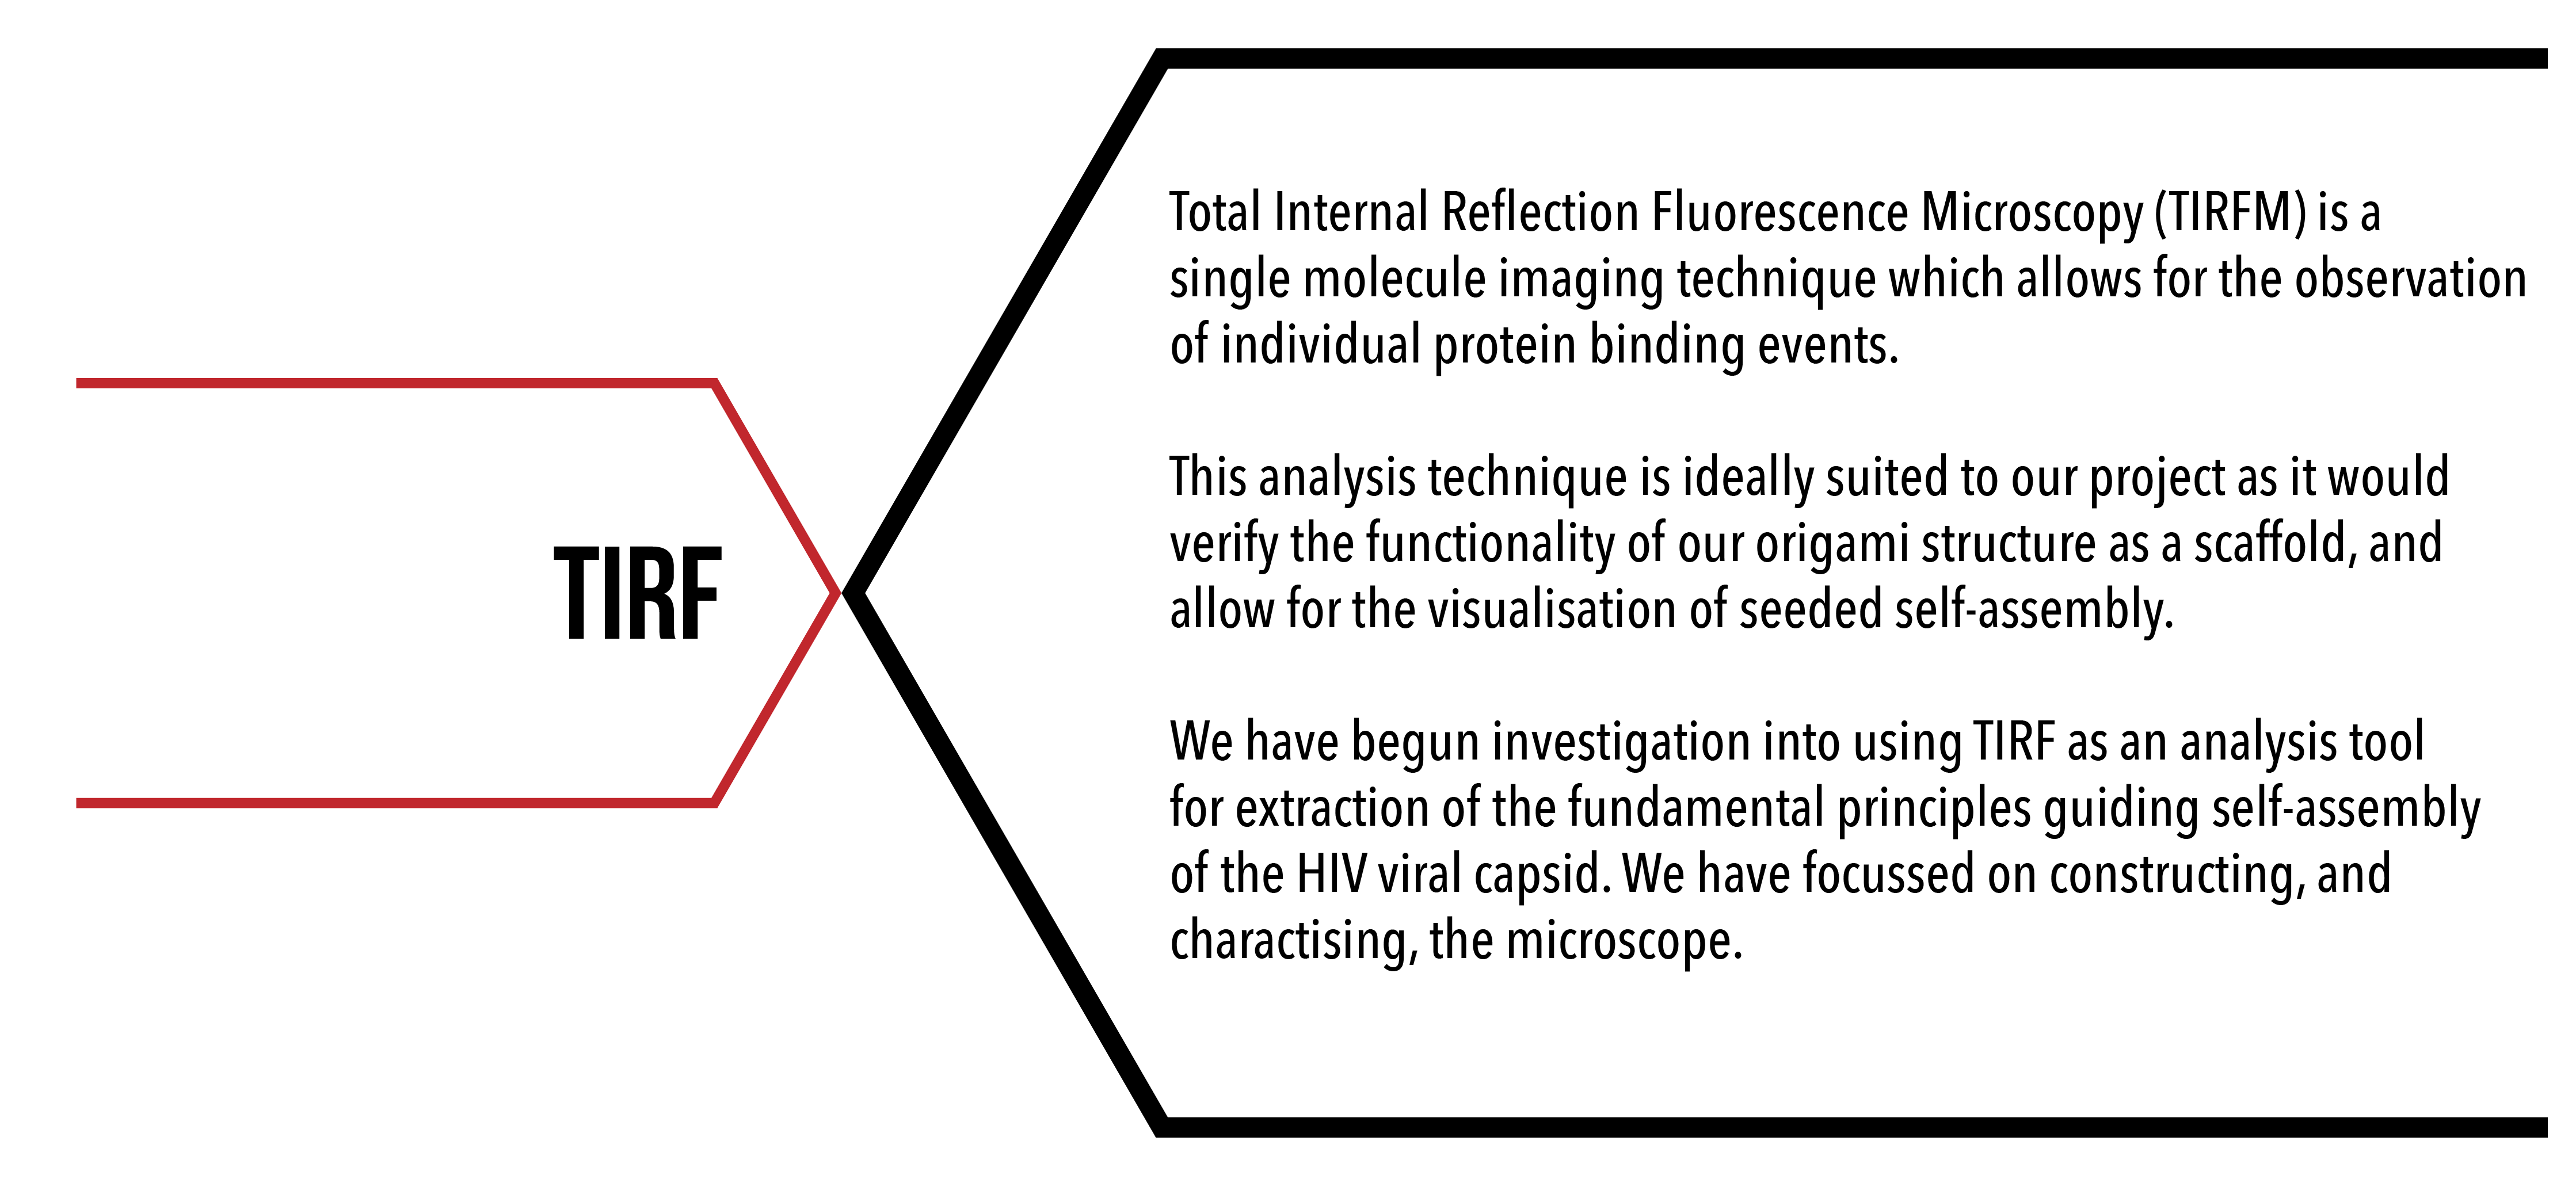 TIRF
Total Internal Reflection Fluorescence Microscopy (TIRFM) is a
single molecule imaging technique which allows for the observation
of individual protein binding events.
This analysis technique is ideally suited to our project as it would
verify the functionality of our origami structure as a scaffold, and
allow for the visualisation of seeded self-assembly.
We have begun investigation into using TIRF as an analysis tool
for extraction of the fundamental principles guiding self-assembly
of the HIV viral capsid. We have focussed on constructing, and
charactising, the microscope.